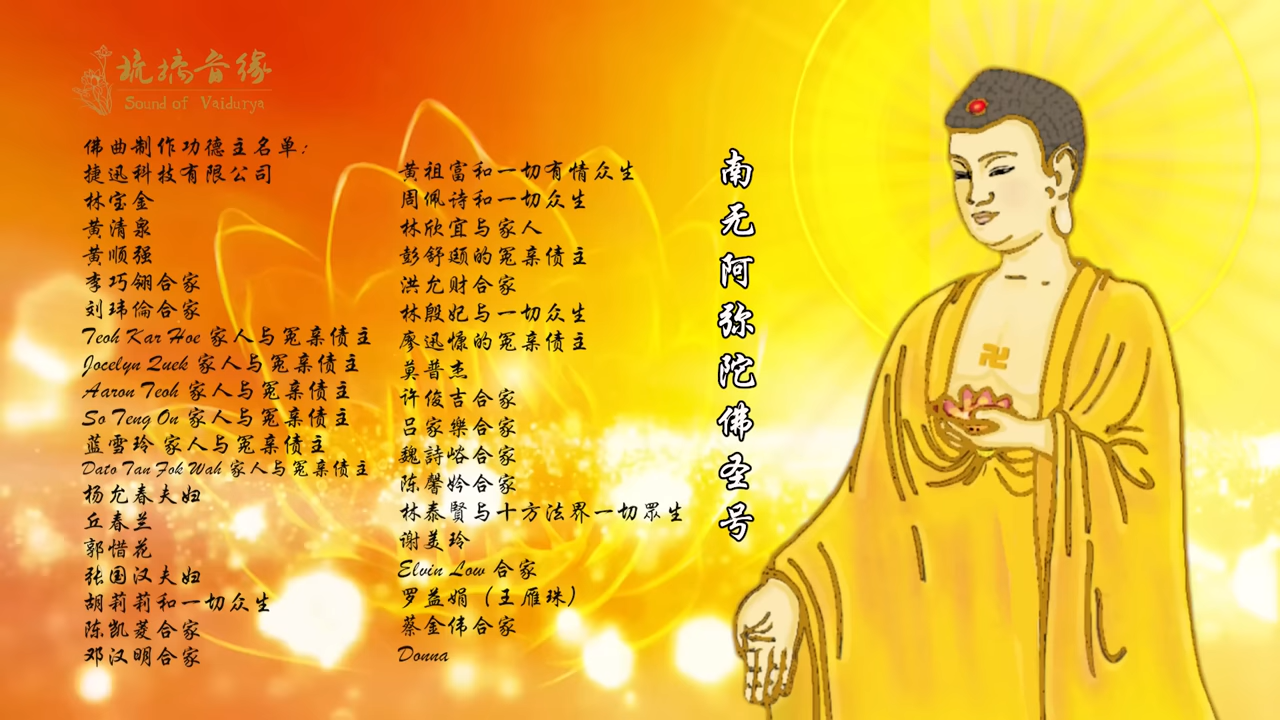 琉璃音缘
Sound of Vaidurya
佛曲制作功德主名单:
捷迅科技有限公司
林宝金
黄清泉
黄顺强
李巧翎合家
刘玮倫合家
Teoh Kar Hoe 家人与冤亲债主
Jocelyn Quek 家人与冤亲债主
Aaron Teoh 家人与冤亲债主
So Teng On 家人与冤亲债主
蓝雪玲 家人与冤亲债主
Dato Tan Fok Wah 家人与冤亲债主
杨允春夫妇
丘春兰
郭惜花
张国汉夫妇
胡莉莉和一切众生
陈凯菱合家
邓汉明合家
黄祖富和一切有情众生
周佩诗和一切众生
林欣宜与家人
彭舒颐的冤亲债主
洪允财合家
林殷妃与一切众生
廖迅慷的冤亲债主
莫普杰
许俊吉合家
吕家樂合家
魏詩峪合家
陈馨妗合家
林泰賢与十方法界一切眾生
谢美玲
Elvin Low 合家
罗益娟（王雁珠）
蔡金伟合家
Donna
南无阿弥陀佛圣号